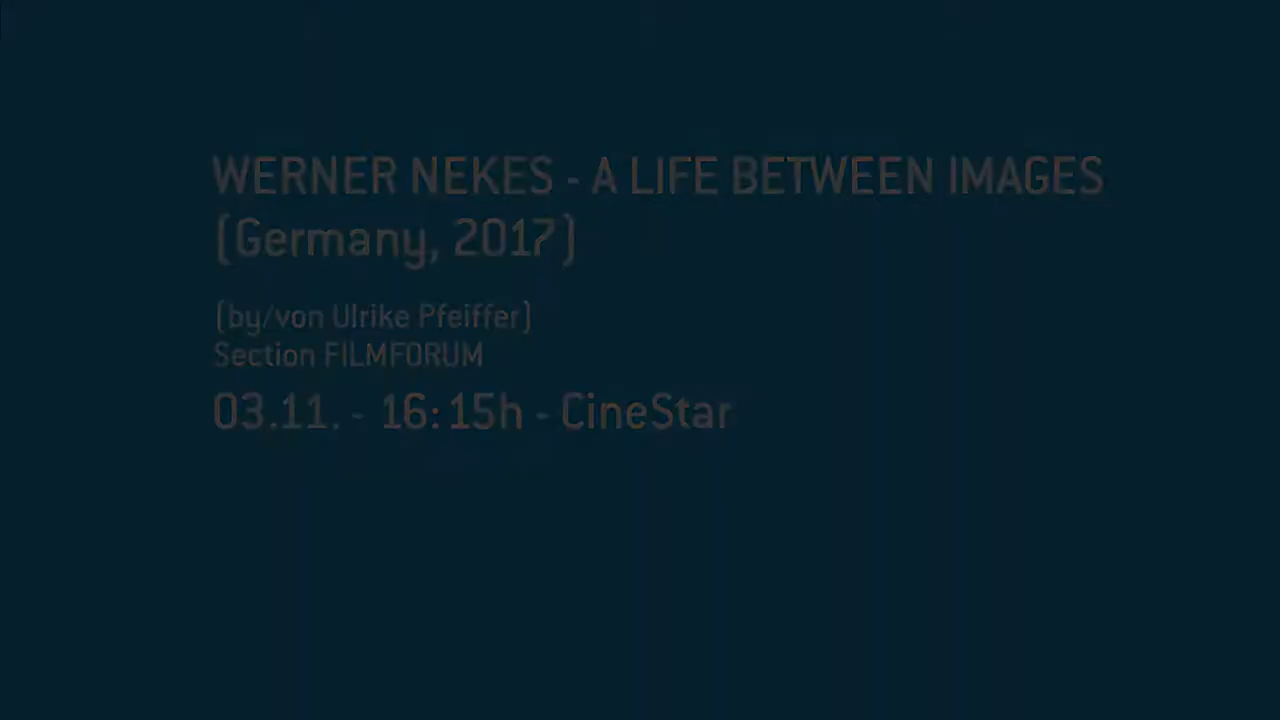 WERNER NEKES - A LIFE BETWEEN IMAGES
(Germany, 2017)
(by/von Ulrike Pfeiffer)
Section FILMFORUM
03.11. - 16:15h - CineStar